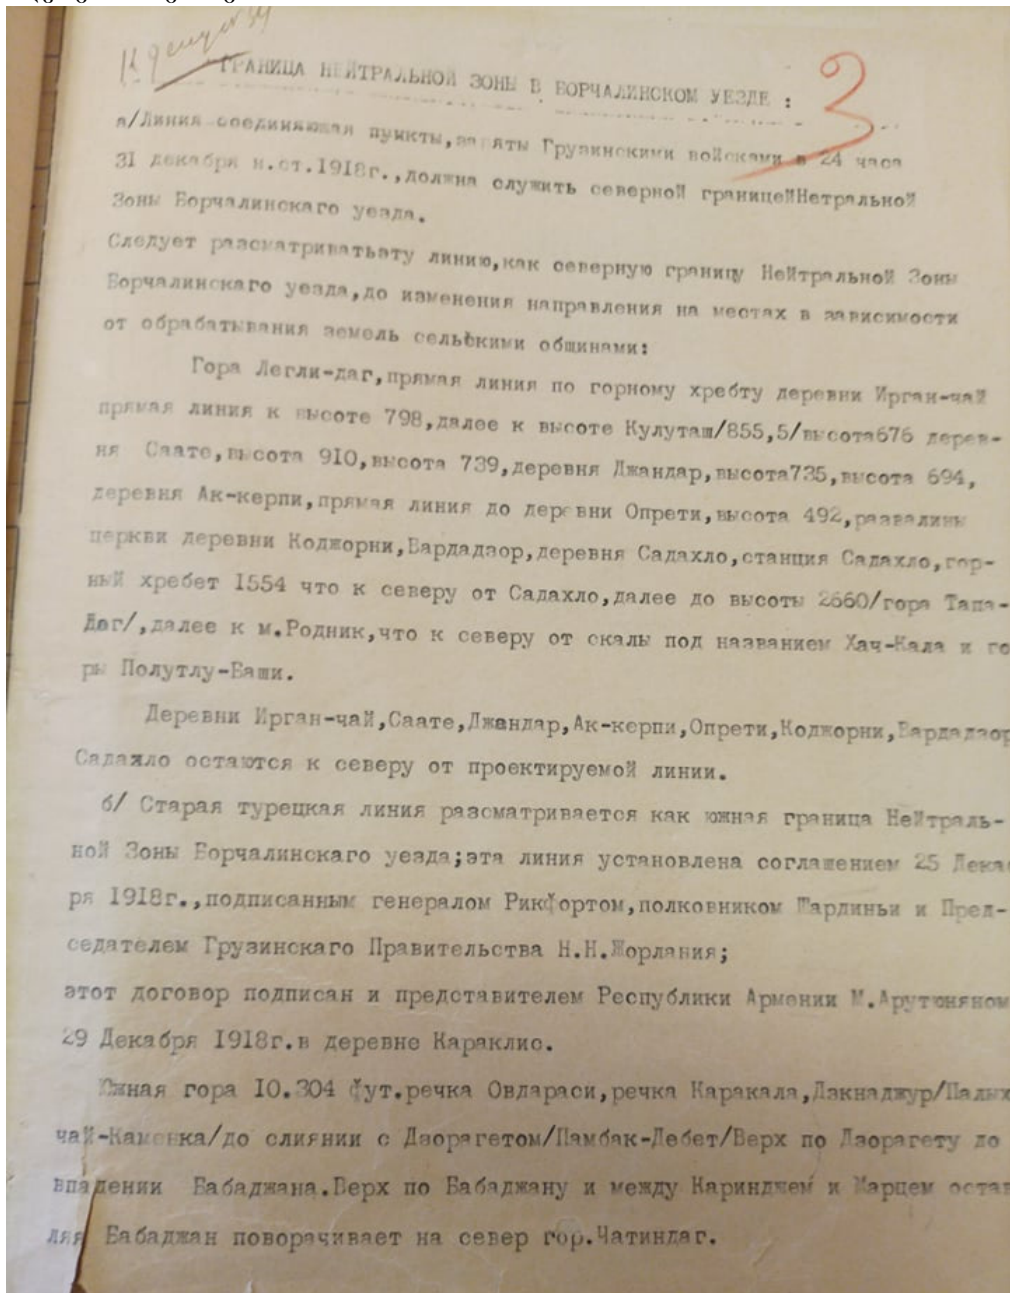 ГРАНИЦА НЕЙТРАЛЬНОЙ ЗОНЫ В БОРЧАЛИНСКОМ УЕЗДЕ :
3
а/Линия соединяющая пункты,заняты Грузинскими войсками в 24 часа
31 декабря н.ст.1918г.,должна служить северной границейНетральной
Зоны Борчалинскаго уезда.
Следует разсматриватьэту линию,как северную границу Нейтральной Зоны
Борчалинскаго уезда,до изменения направления на местах в зависимости
от обрабатывания земель сельскими общинами:
Гора Легли-даг,прямая линия по горному хребту деревни Ирган-чай
прямая линия к высоте 798,далее к высоте Кулуташ/855,5/высота676 дерев-
ня Саате,высота 910,высота 739,деревня Джандар,высота735,высота 694,
деревня Ак-керпи,прямая линия до деревни Опрети,высота 492,развалины
церкви деревни Коджорни,Вардадзор,деревня Садахло,станция Садахло,гор-
ный хребет 1554 что к северу от Садахло,далее до высоты 2660/гора Тапа-
Даг/,далее к м.Родник,что к северу от скалы под названием Хач-Кала и го
ры Полутлу-Баши.
Деревни Ирган-чай,Саате,Джандар,Ак-керпи,Опрети,Коджорни,Вардадзор
Садахло остаются к северу от проектируемой линии.
б/ Старая турецкая линия разсматривается как южная граница Нейтраль-
ной Зоны Борчалинскаго уезда;эта линия установлена соглашением 25 Декаб
ря 1918г.,подписанным генералом Рикфортом,полковником Шардиньи и Пред-
седателем Грузинскаго Правительства Н.Н.Жордания;
этот договор подписан и представителем Республики Армении М.Арутюняном
29 Декабря 1918г.в деревне Караклис.
Южная гора 10.304 фут.речка Овдараси,речка Каракала,Дзкнаджур/Палых
чай-Каменка/до слиянии с Дзорагетом/Памбак-Дебет/Верх по Дзорагету до
впадении Бабаджана.Верх по Бабаджану и между Каринджем и Марцем остав
ляя Бабаджан поворачивает на север гор.Чатиндаг.